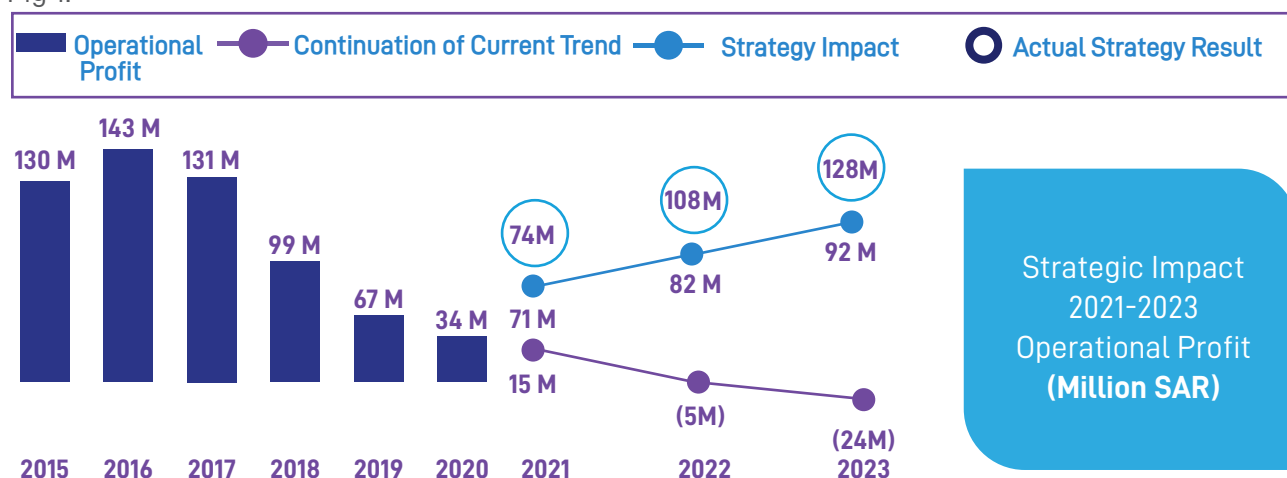 Operational Profit
Continuation of Current Trend
Strategy Impact
Actual Strategy Result
130 M
143 M
131 M
99 M
67 M
34 M
74M
108M
128M
71 M
82 M
92 M
15 M
(5M)
(24M)
2015 2016 2017 2018 2019 2020 2021 2022 2023
Strategic Impact
2021-2023
Operational Profit
(Million SAR)